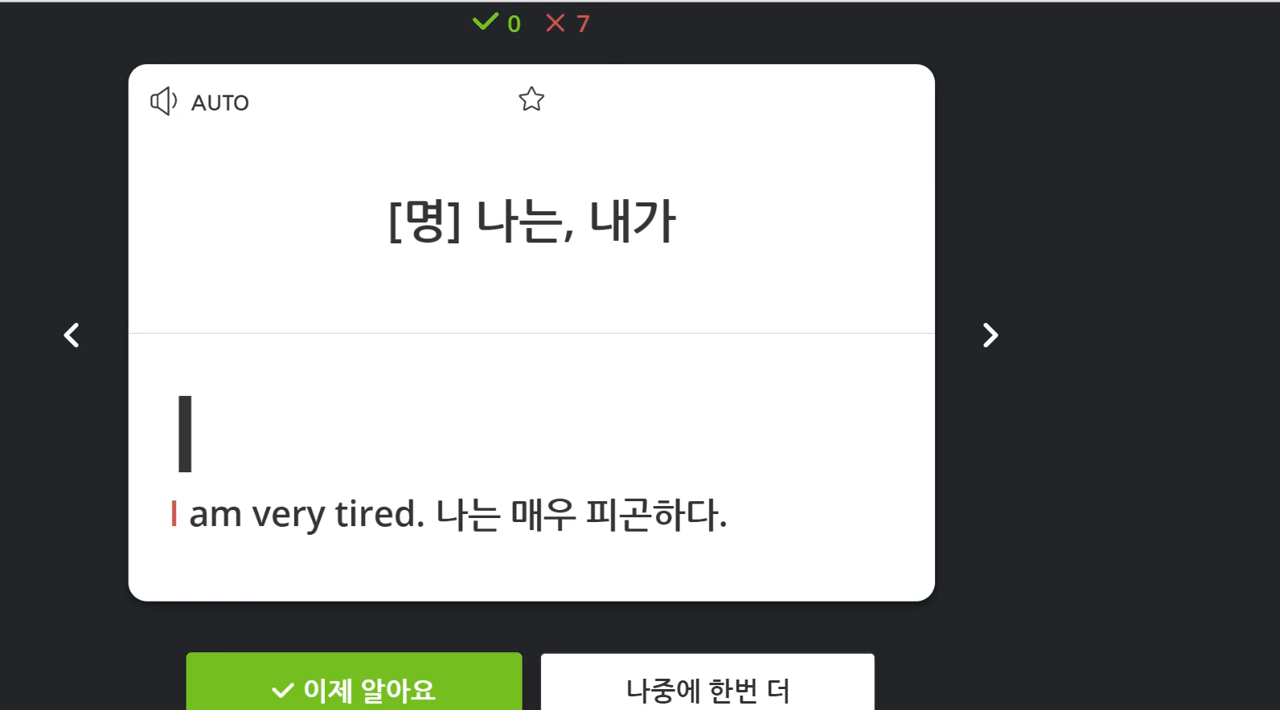 0 7
AUTO
[명] 나는, 내가
I
I am very tired. 나는 매우 피곤하다.
이제 알아요 나중에 한번 더